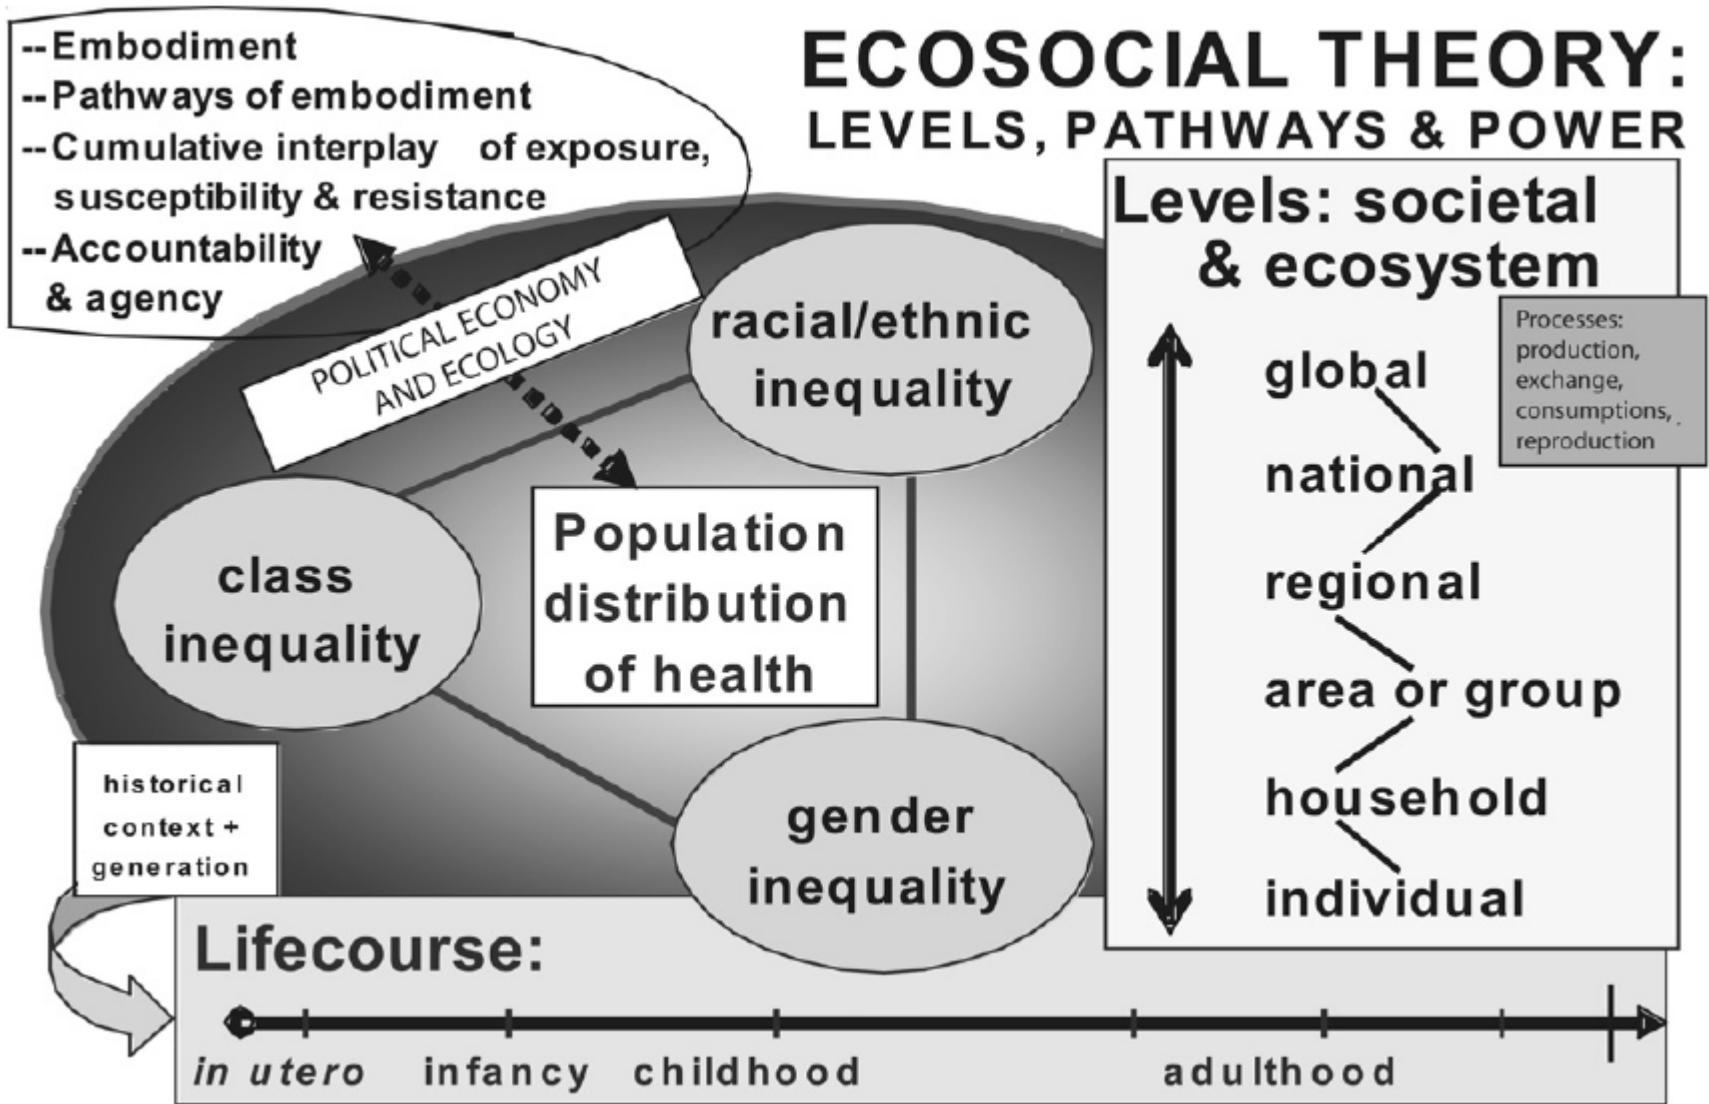 ECOSOCIAL THEORY:
LEVELS, PATHWAYS & POWER
--Embodiment
--Pathways of embodiment
--Cumulative interplay of exposure,
susceptibility & resistance
--Accountability
& agency
POLITICAL ECONOMY
AND ECOLOGY
racial/ethnic
inequality
class
inequality
Population
distribution
of health
gender
inequality
Levels: societal
& ecosystem
Processes:
production,
exchange,
consumptions,
reproduction
global
national
regional
area or group
household
individual
historical
context +
generation
Lifecourse:
in utero infancy childhood adulthood